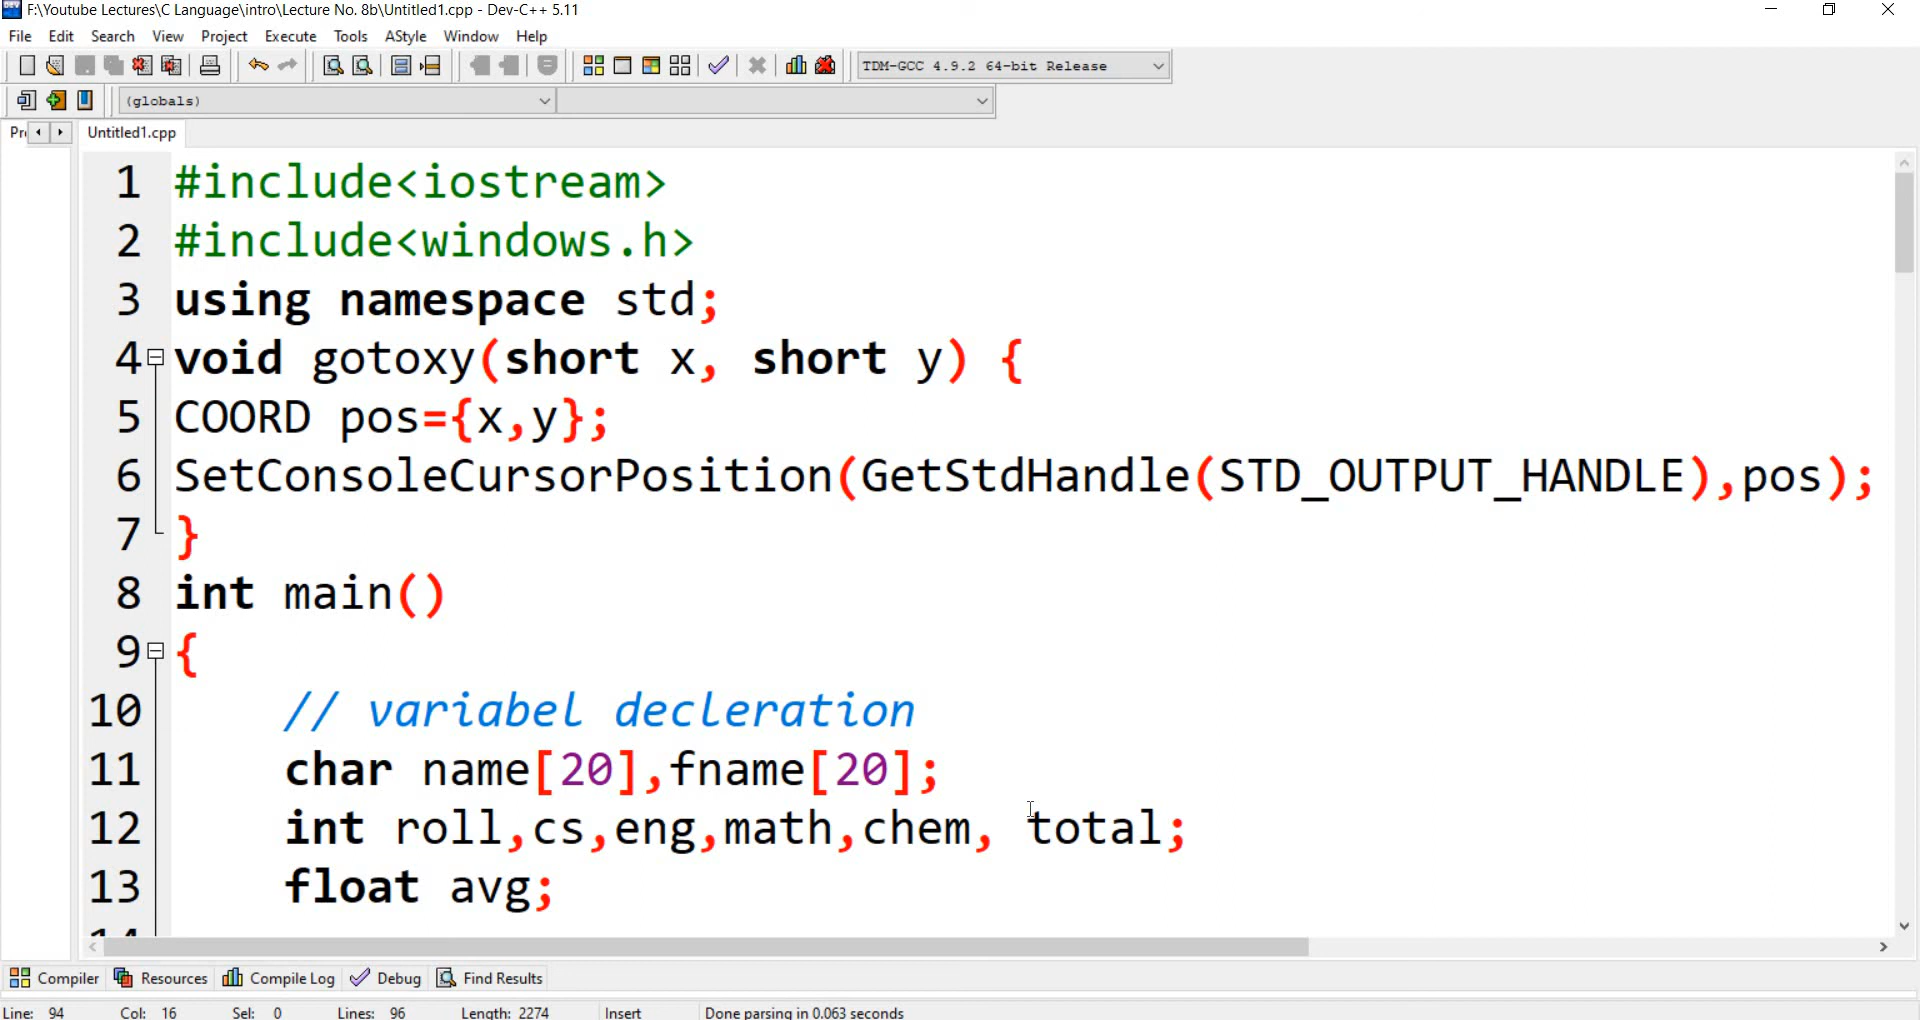 F:\Youtube Lectures\C Language\intro\Lecture No. 8b\Untitled1.cpp - Dev-C++ 5.11
File Edit Search View Project Execute Tools AStyle Window Help
TDM-GCC 4.9.2 64-bit Release
(globals)
Untitled1.cpp
1 #include<iostream>
2 #include<windows.h>
3 using namespace std;
4 void gotoxy(short x, short y) {
5 COORD pos={x,y};
6 SetConsoleCursorPosition(GetStdHandle(STD_OUTPUT_HANDLE),pos);
7 }
8 int main()
9 {
10 // variabel decleration
11 char name[20],fname[20];
12 int roll,cs,eng,math,chem, total;
13 float avg;
Compiler Resources Compile Log Debug Find Results
Line: 94 Col: 16 Sel: 0 Lines: 96 Length: 2274 Insert Done parsing in 0.063 seconds